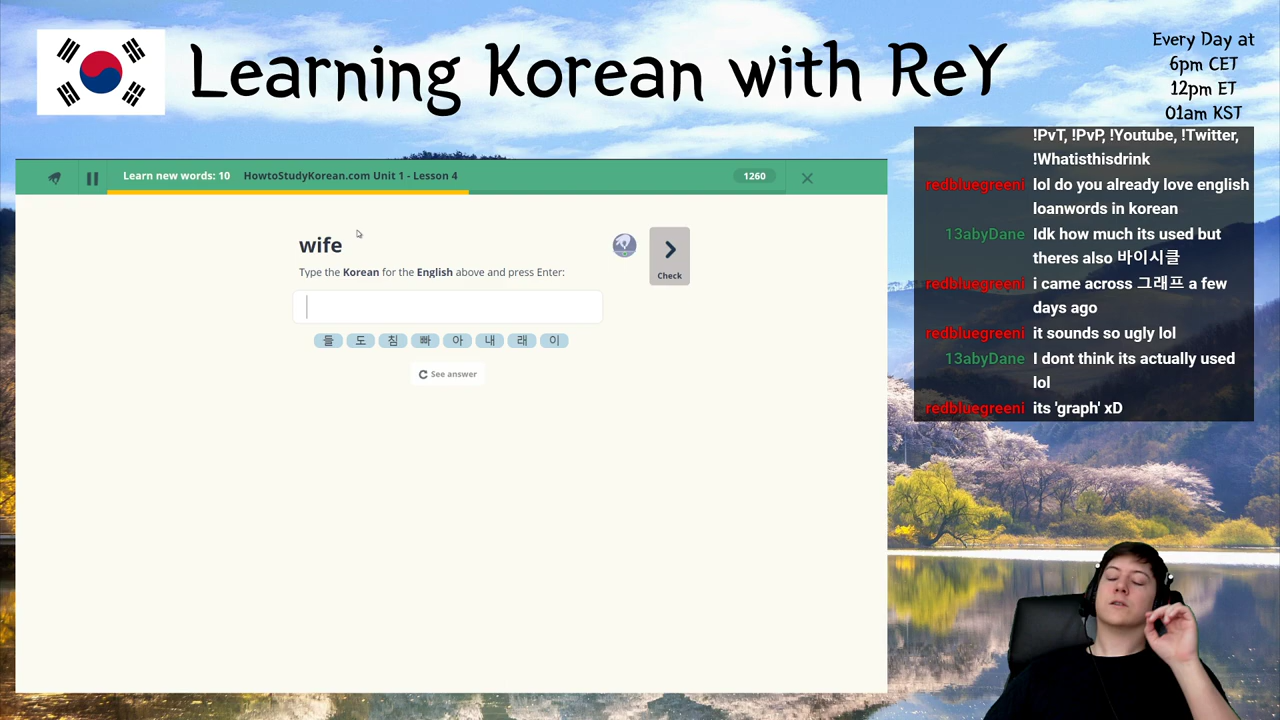 Learning Korean with ReY
Every Day at
6pm CET
12pm ET
01am KST
!PvT, !PvP, !Youtube, !Twitter,
!Whatisthisdrink
redbluegreeni lol do you already love english
loanwords in korean
13abyDane Idk how much its used but
theres also 바이시클
redbluegreeni i came across 그래프 a few
days ago
redbluegreeni it sounds so ugly lol
13abyDane I dont think its actually used
lol
redbluegreeni its 'graph' xD
Learn new words: 10 HowtoStudyKorean.com Unit 1 - Lesson 4 1260
wife
Type the Korean for the English above and press Enter:
Check
들 도 침 빠 아 내 래 이
See answer